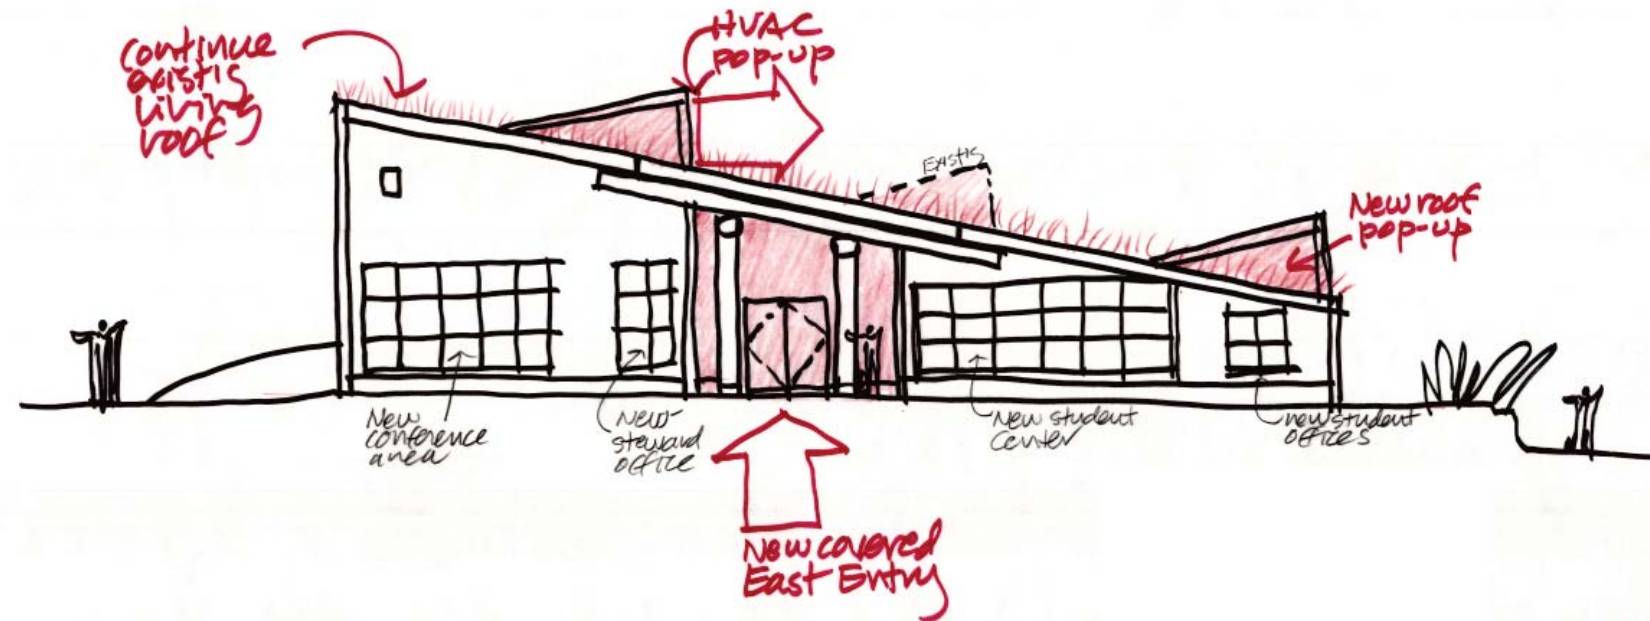 continue
existig
living
roof
HVAC
pop-up
Existg
New roof
pop-up
New
conference
area
New
steward
office
New student
Center
new student
offices
New covered
East Entry